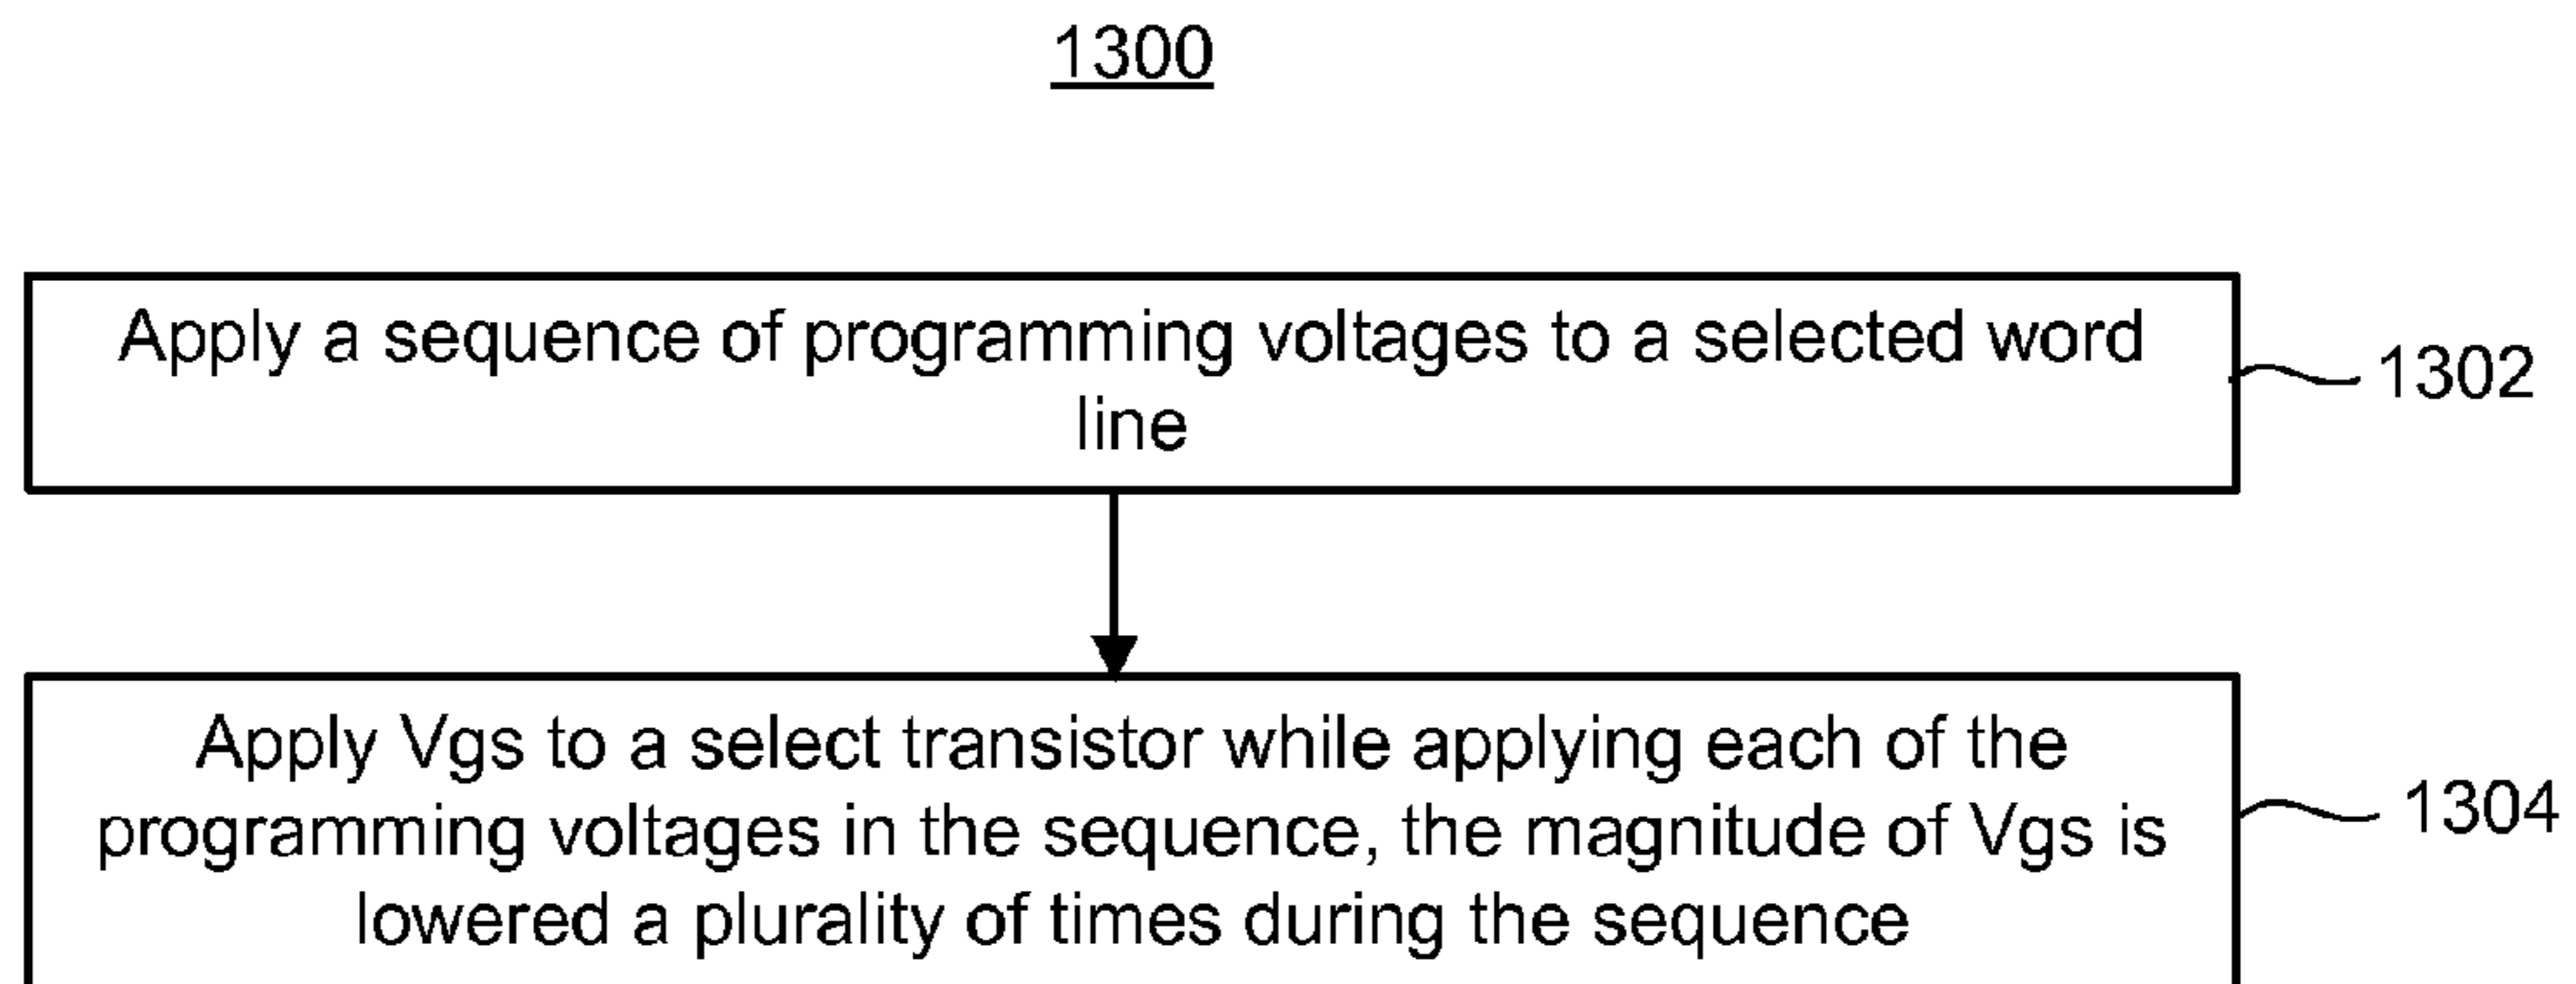 1300
Apply a sequence of programming voltages to a selected word
line
1302
Apply Vgs to a select transistor while applying each of the
programming voltages in the sequence, the magnitude of Vgs is
lowered a plurality of times during the sequence
1304